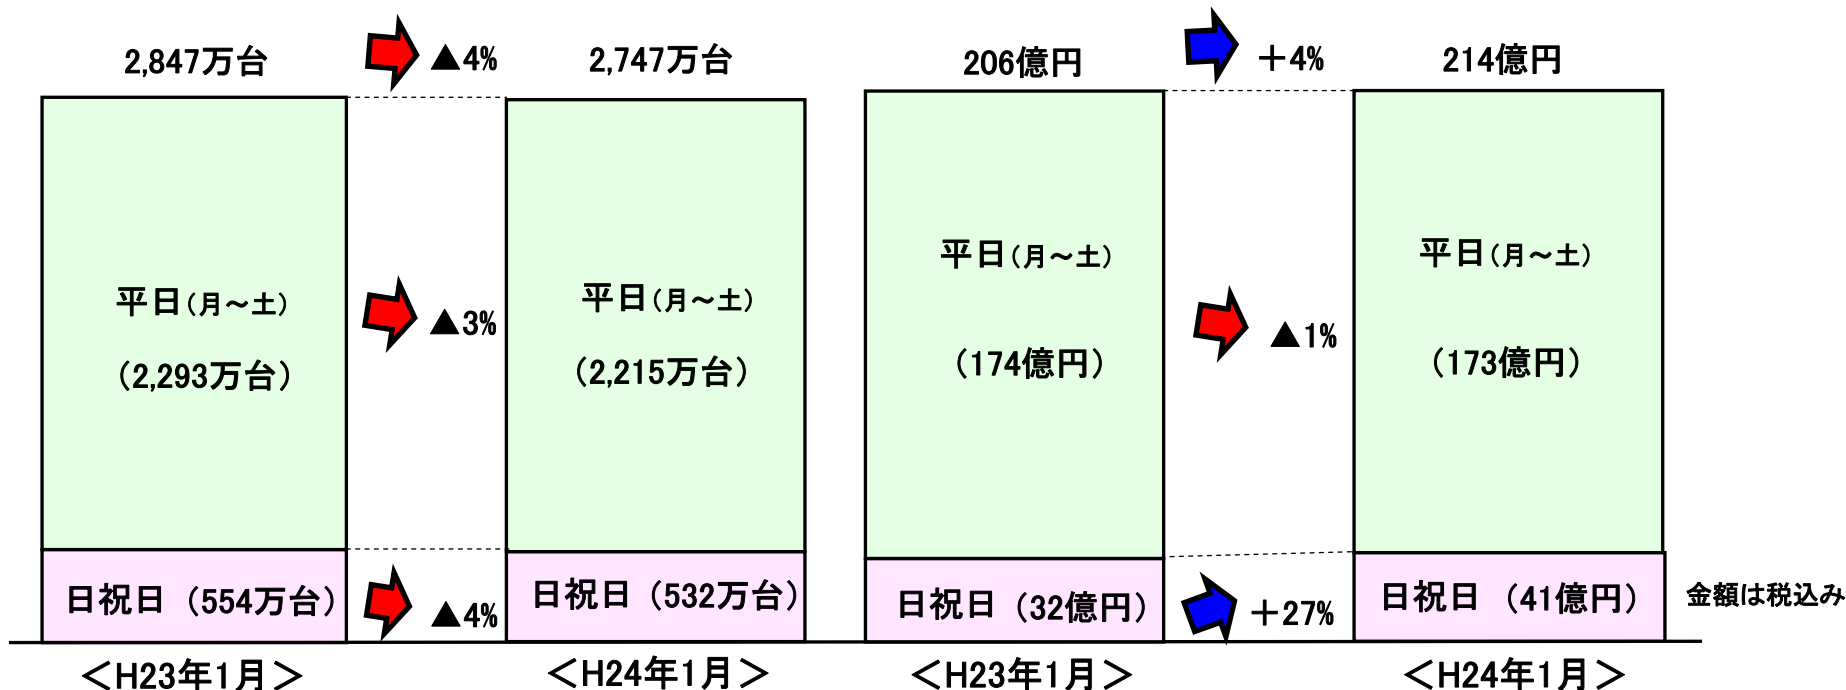 2,847万台
▲4%
2,747万台
206億円
＋4%
214億円
平日(月～土)
(2,293万台)
▲3%
平日(月～土)
(2,215万台)
平日(月～土)
(174億円)
▲1%
平日(月～土)
(173億円)
日祝日 (554万台)
▲4%
日祝日 (532万台)
日祝日 (32億円)
＋27%
日祝日 (41億円)
金額は税込み
＜H23年1月＞
＜H24年1月＞
＜H23年1月＞
＜H24年1月＞